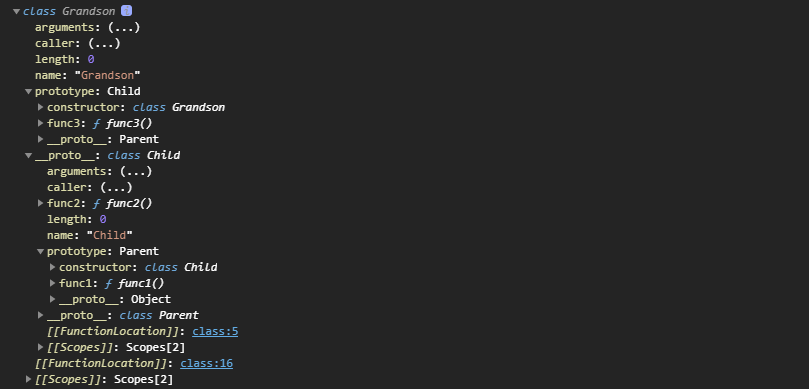 class Grandson f
arguments: (...)
caller: (...)
length: 0
name: "Grandson"
prototype: Child
constructor: class Grandson
func3: ƒ func3()
__proto__: Parent
__proto__: class Child
arguments: (...)
caller: (...)
func2: ƒ func2()
length: 0
name: "Child"
prototype: Parent
constructor: class Child
func1: ƒ func1()
__proto__: Object
__proto__: class Parent
[[FunctionLocation]]: class:5
[[Scopes]]: Scopes[2]
[[FunctionLocation]]: class:16
[[Scopes]]: Scopes[2]